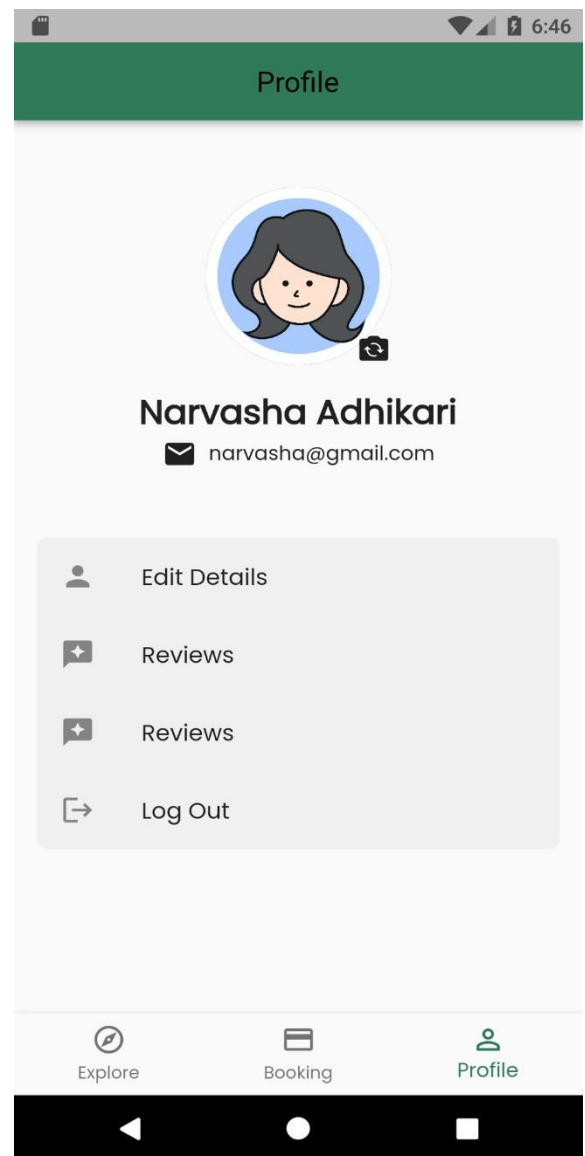 6:46
Profile
Narvasha Adhikari
narvasha@gmail.com
Edit Details
Reviews
Reviews
Log Out
Explore
Booking
Profile